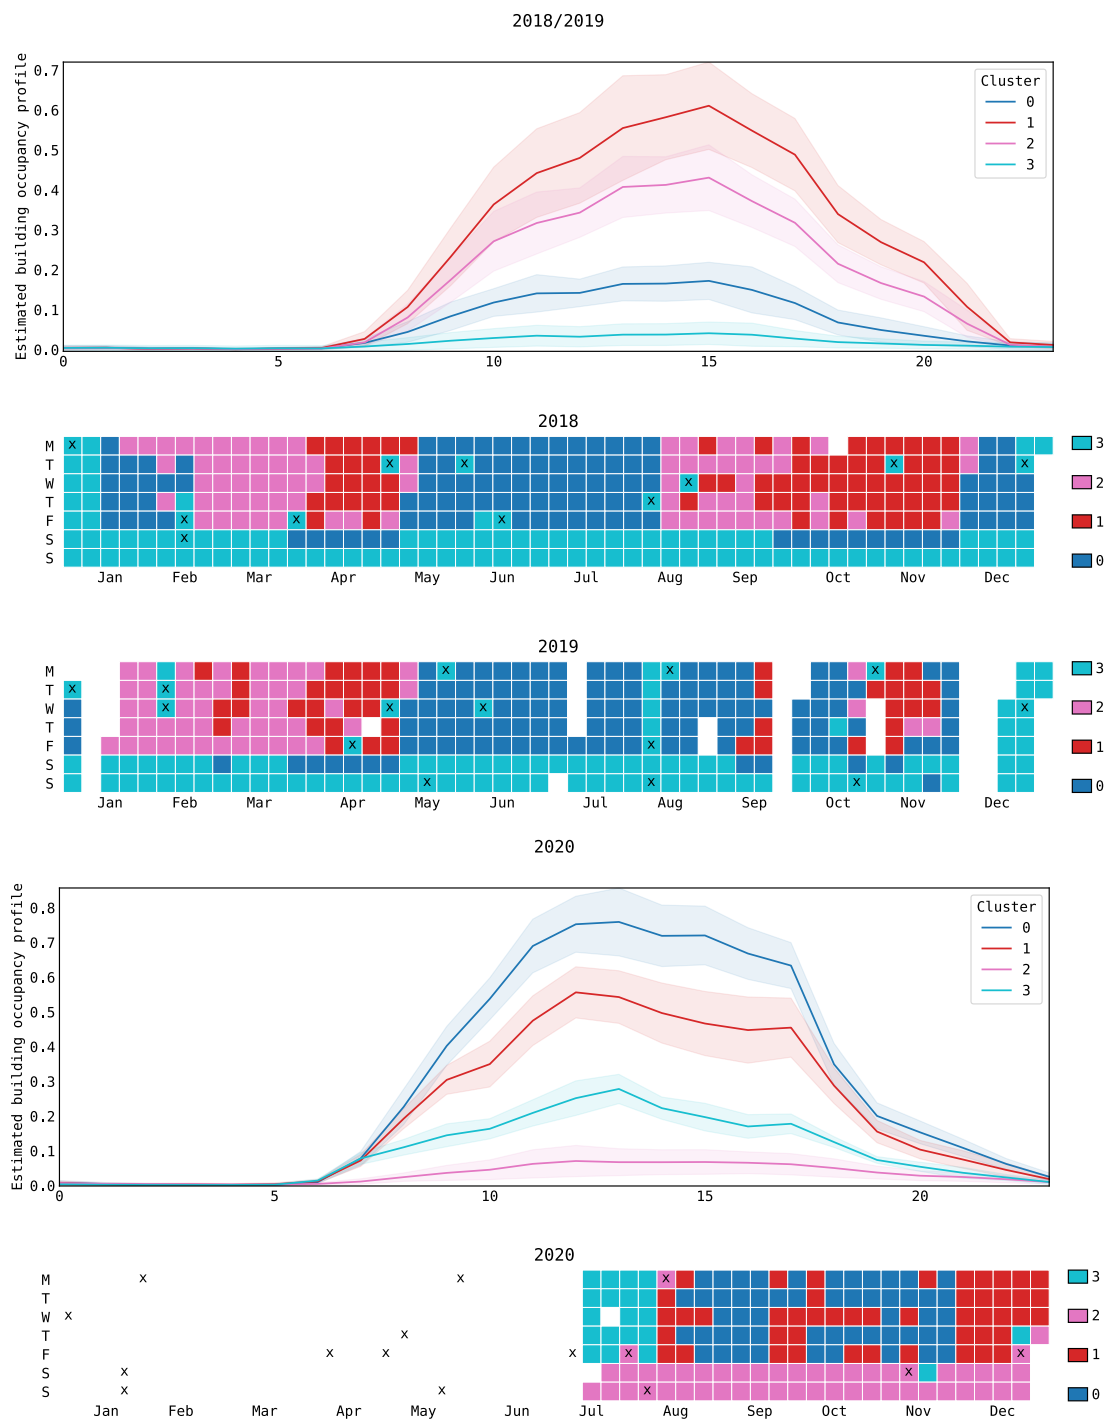 2018/2019
Estimated building occupancy profile
0.7
0.6
0.5
0.4
0.3
0.2
0.1
0.0
0 5 10 15 20
Cluster
0
1
2
3
2018
M x
T x x x x
W x
T x
F x x x
S x
S
Jan Feb Mar Apr May Jun Jul Aug Sep Oct Nov Dec
3
2
1
0
2019
M x x x
T x x
W x x x x
T
F x x
S
S x x x
Jan Feb Mar Apr May Jun Jul Aug Sep Oct Nov Dec
3
2
1
0
2020
Estimated building occupancy profile
0.8
0.7
0.6
0.5
0.4
0.3
0.2
0.1
0.0
0 5 10 15 20
Cluster
0
1
2
3
2020
M x x x
T
W x
T x
F x x x x x
S x x
S x x x
Jan Feb Mar Apr May Jun Jul Aug Sep Oct Nov Dec
3
2
1
0